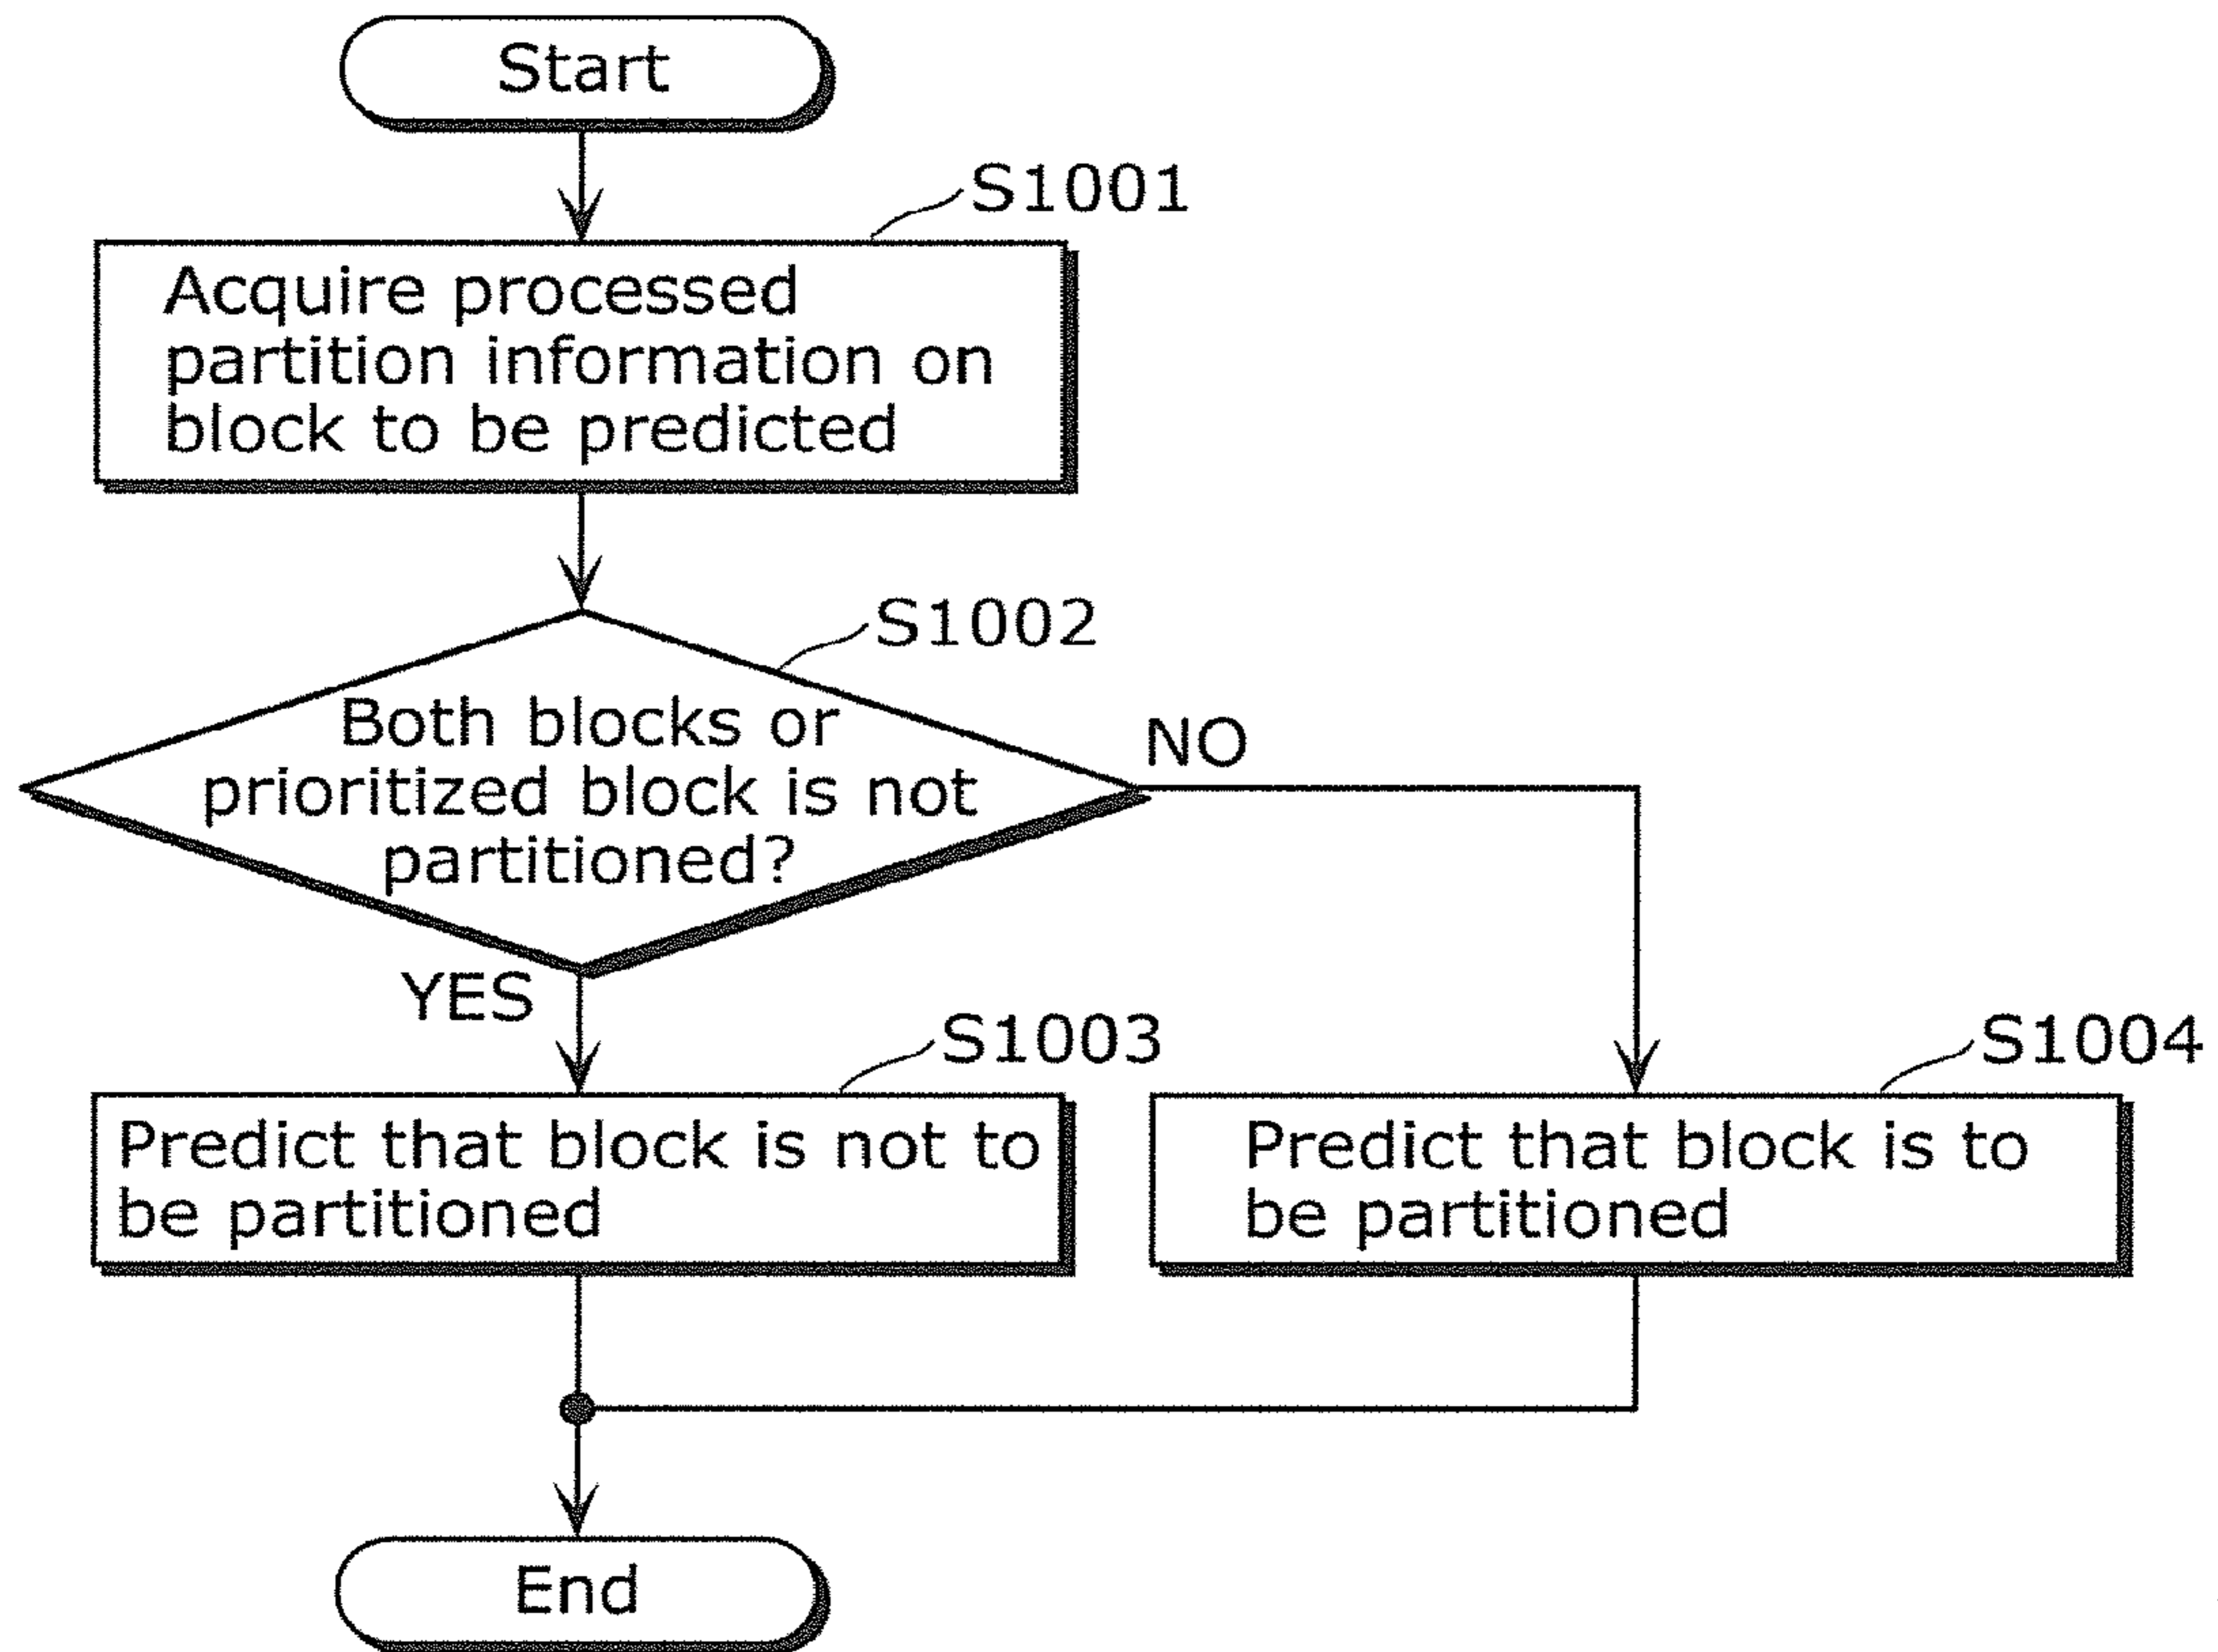 Start
S1001
Acquire processed
partition information on
block to be predicted
S1002
Both blocks or
prioritized block is not
partitioned?
NO
YES
S1003
Predict that block is not to
be partitioned
S1004
Predict that block is to
be partitioned
End